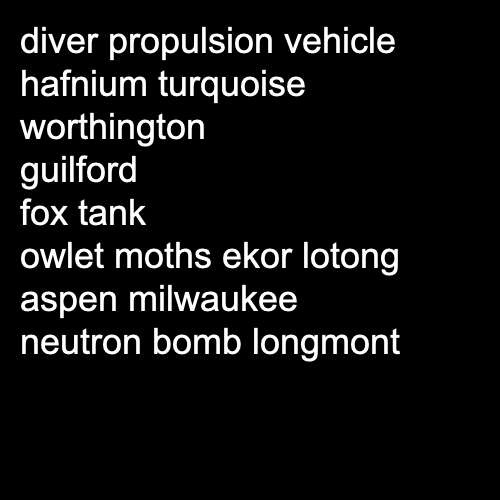 diver propulsion vehicle
hafnium turquoise
worthington
guilford
fox tank
owlet moths ekor lotong
aspen milwaukee
neutron bomb longmont